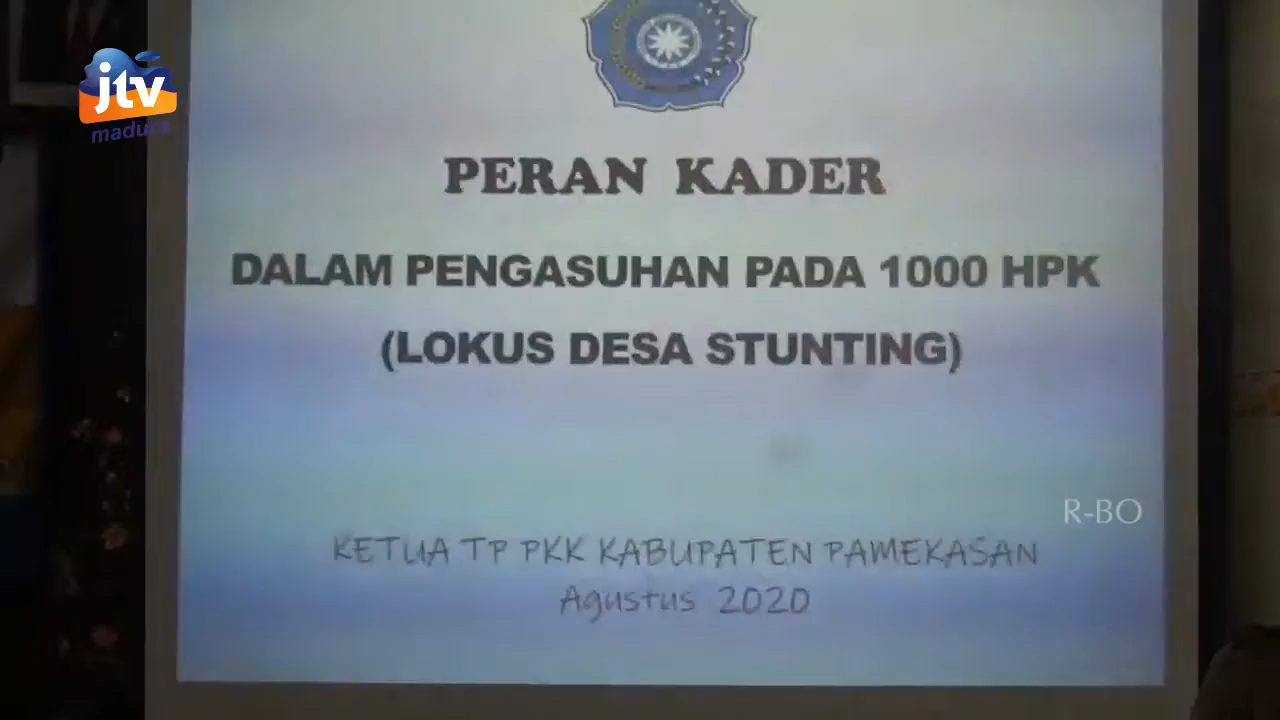 jtv
madura
PERAN KADER
DALAM PENGASUHAN PADA 1000 HPK
(LOKUS DESA STUNTING)
R-BO
KETUA TP PKK KABUPATEN PAMEKASAN
Agustus 2020